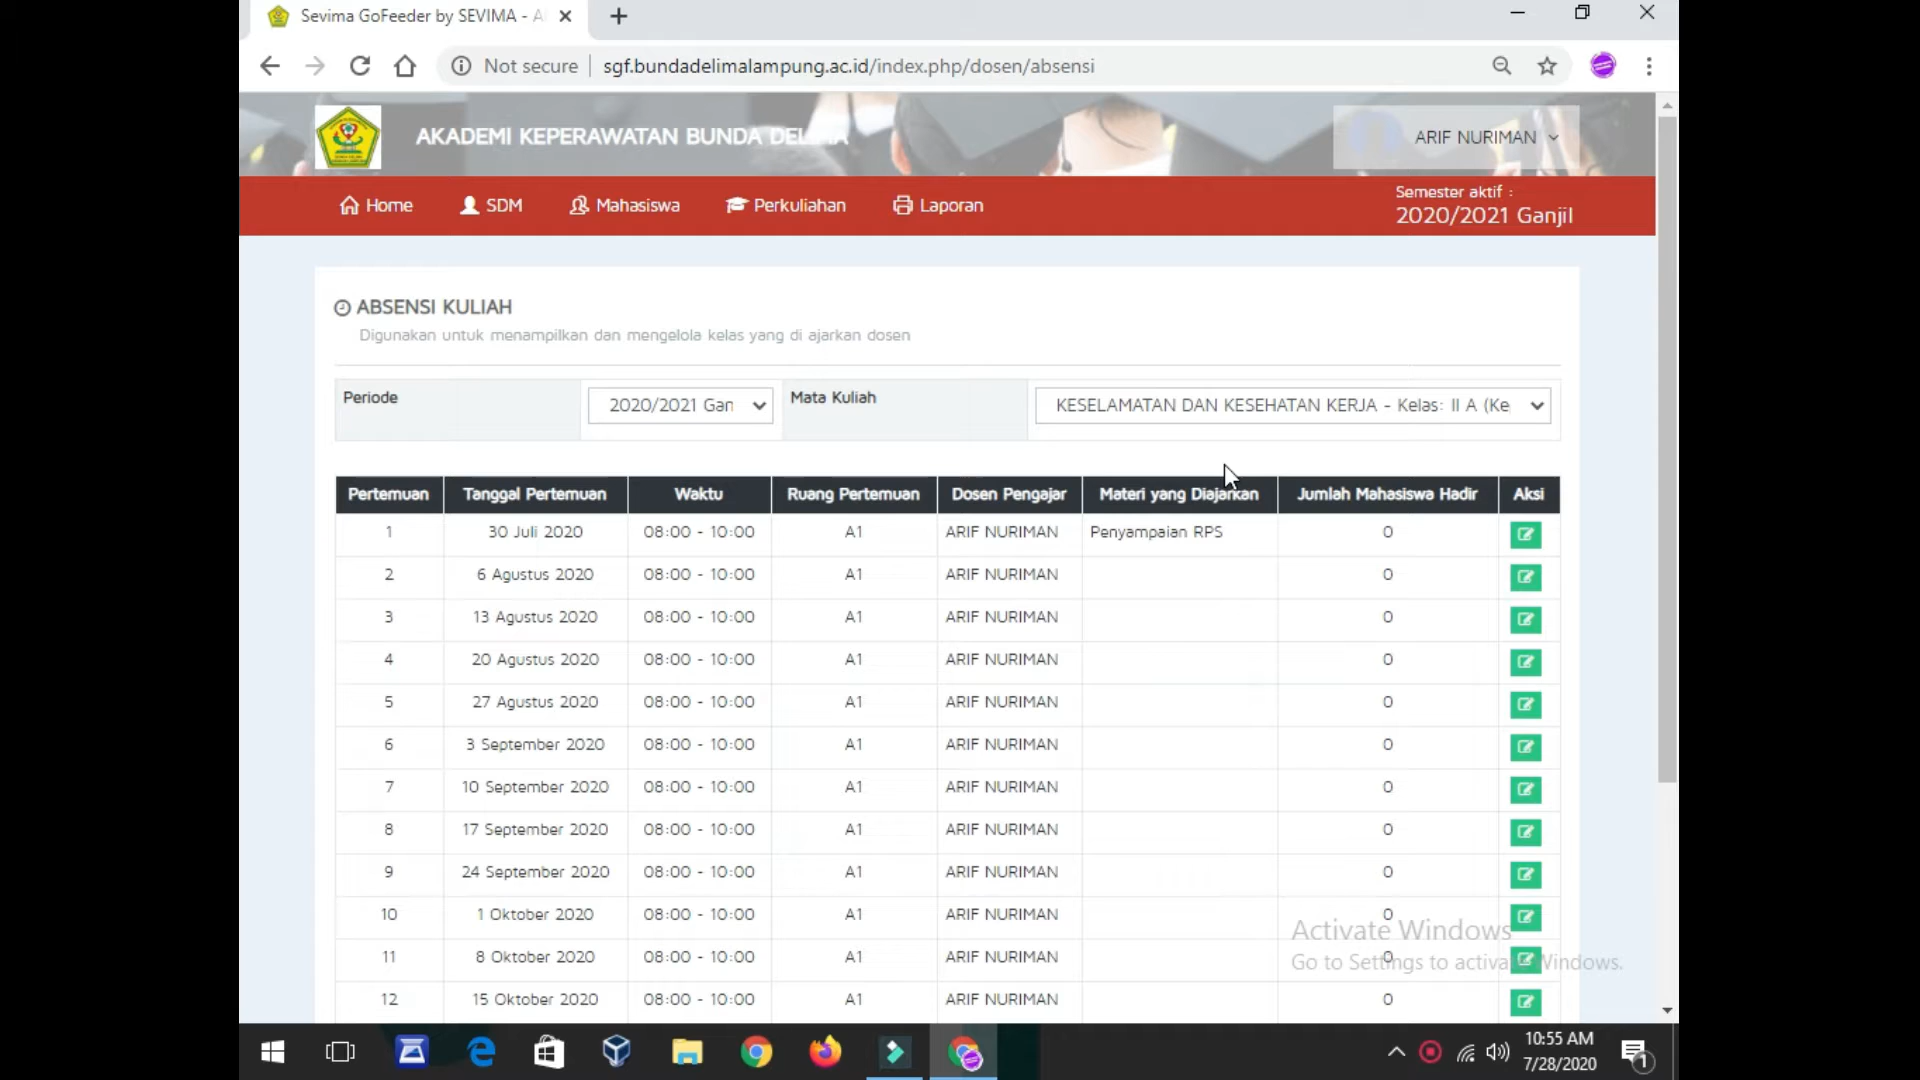 Sevima GoFeeder by SEVIMA - A
Not secure
sgf.bundadelimalampung.ac.id/index.php/dosen/absensi
AKADEMI KEPERAWATAN BUNDA DELIMA
ARIF NURIMAN
Home
SDM
Mahasiswa
Perkuliahan
Laporan
Semester aktif :
2020/2021 Ganjil
ABSENSI KULIAH
Digunakan untuk menampilkan dan mengelola kelas yang di ajarkan dosen
Periode
2020/2021 Gan
Mata Kuliah
KESELAMATAN DAN KESEHATAN KERJA - Kelas: II A (Ke
Pertemuan Tanggal Pertemuan Waktu Ruang Pertemuan Dosen Pengajar Materi yang Diajarkan Jumlah Mahasiswa Hadir Aksi
1 30 Juli 2020 08:00 - 10:00 A1 ARIF NURIMAN Penyampaian RPS 0
2 6 Agustus 2020 08:00 - 10:00 A1 ARIF NURIMAN 0
3 13 Agustus 2020 08:00 - 10:00 A1 ARIF NURIMAN 0
4 20 Agustus 2020 08:00 - 10:00 A1 ARIF NURIMAN 0
5 27 Agustus 2020 08:00 - 10:00 A1 ARIF NURIMAN 0
6 3 September 2020 08:00 - 10:00 A1 ARIF NURIMAN 0
7 10 September 2020 08:00 - 10:00 A1 ARIF NURIMAN 0
8 17 September 2020 08:00 - 10:00 A1 ARIF NURIMAN 0
9 24 September 2020 08:00 - 10:00 A1 ARIF NURIMAN 0
10 1 Oktober 2020 08:00 - 10:00 A1 ARIF NURIMAN 0
11 8 Oktober 2020 08:00 - 10:00 A1 ARIF NURIMAN 0
12 15 Oktober 2020 08:00 - 10:00 A1 ARIF NURIMAN 0
Activate Windows
Go to Settings to activate Windows.
10:55 AM
7/28/2020
1